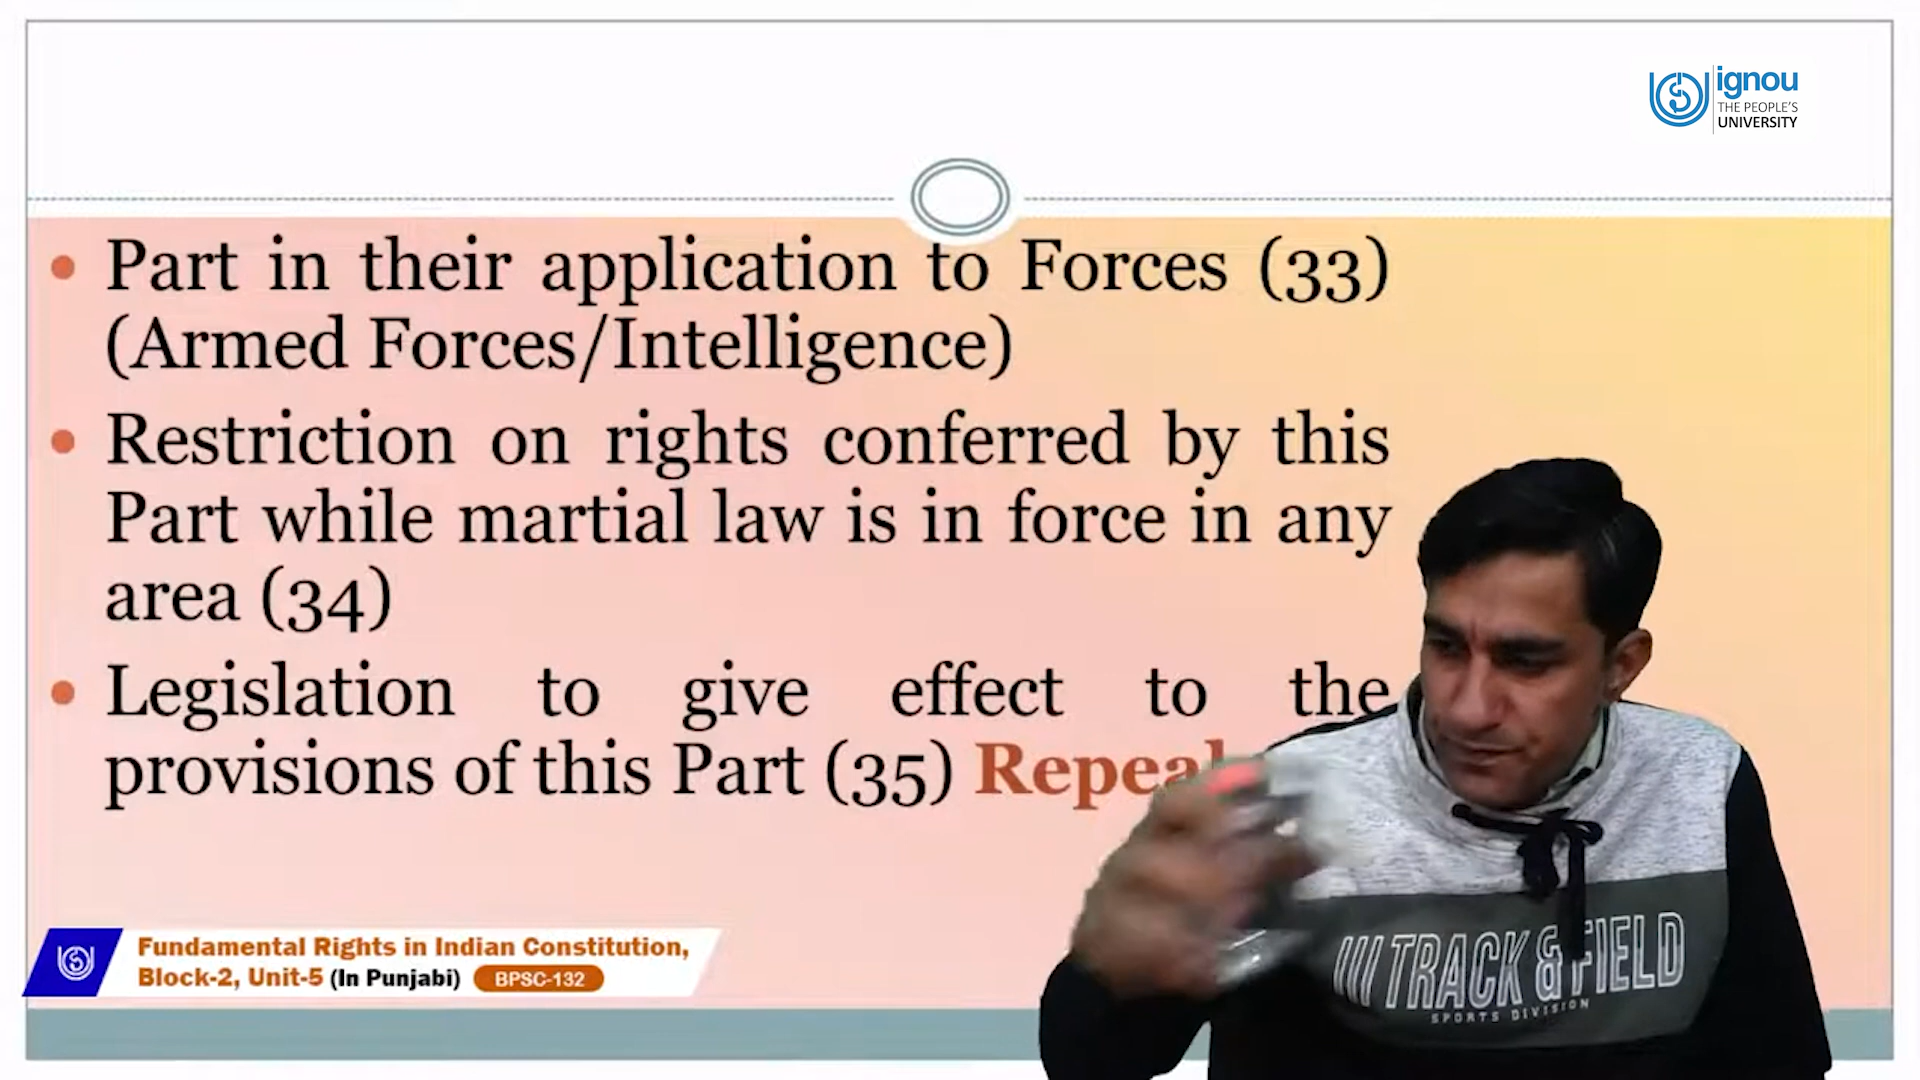 ignou
THE PEOPLE'S
UNIVERSITY
• Part in their application to Forces (33)
(Armed Forces/Intelligence)
• Restriction on rights conferred by this
Part while martial law is in force in any
area (34)
• Legislation to give effect to the
provisions of this Part (35)
Fundamental Rights in Indian Constitution,
Block-2, Unit-5 (In Punjabi) BPSC-132
TRACK & FIELD
SPORTS DIVISION